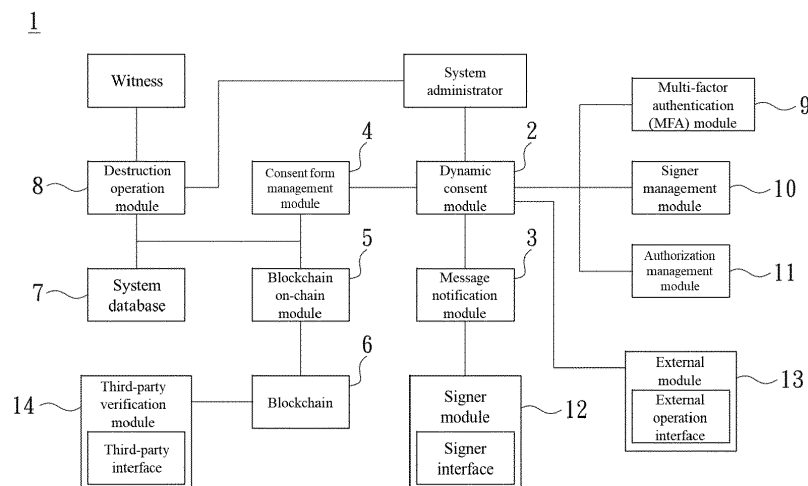 1
Witness
System
administrator
Multi-factor
authentication
(MFA) module
9
4
2
8
Destruction
operation
module
Consent form
management
module
Dynamic
consent
module
Signer
management
module
10
5
3
7
System
database
Blockchain
on-chain
module
Message
notification
module
Authorization
management
module
11
6
14
Third-party
verification
module
Third-party
interface
Blockchain
Signer
module
Signer
interface
12
External
module
External
operation
interface
13